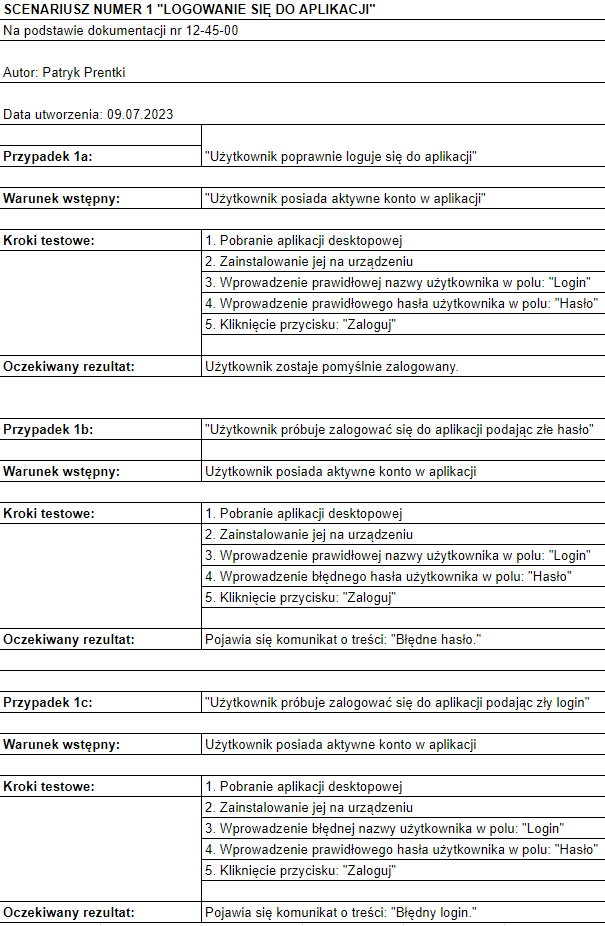 SCENARIUSZ NUMER 1 "LOGOWANIE SIĘ DO APLIKACJI"
Na podstawie dokumentacji nr 12-45-00
Autor: Patryk Prentki
Data utworzenia: 09.07.2023
Przypadek 1a: "Użytkownik poprawnie loguje się do aplikacji"
Warunek wstępny: "Użytkownik posiada aktywne konto w aplikacji"
Kroki testowe: 1. Pobranie aplikacji desktopowej
2. Zainstalowanie jej na urządzeniu
3. Wprowadzenie prawidłowej nazwy użytkownika w polu: "Login"
4. Wprowadzenie prawidłowego hasła użytkownika w polu: "Hasło"
5. Kliknięcie przycisku: "Zaloguj"
Oczekiwany rezultat: Użytkownik zostaje pomyślnie zalogowany.
Przypadek 1b: "Użytkownik próbuje zalogować się do aplikacji podając złe hasło"
Warunek wstępny: Użytkownik posiada aktywne konto w aplikacji
Kroki testowe: 1. Pobranie aplikacji desktopowej
2. Zainstalowanie jej na urządzeniu
3. Wprowadzenie prawidłowej nazwy użytkownika w polu: "Login"
4. Wprowadzenie błędnego hasła użytkownika w polu: "Hasło"
5. Kliknięcie przycisku: "Zaloguj"
Oczekiwany rezultat: Pojawia się komunikat o treści: "Błędne hasło."
Przypadek 1c: "Użytkownik próbuje zalogować się do aplikacji podając zły login"
Warunek wstępny: Użytkownik posiada aktywne konto w aplikacji
Kroki testowe: 1. Pobranie aplikacji desktopowej
2. Zainstalowanie jej na urządzeniu
3. Wprowadzenie błędnej nazwy użytkownika w polu: "Login"
4. Wprowadzenie prawidłowego hasła użytkownika w polu: "Hasło"
5. Kliknięcie przycisku: "Zaloguj"
Oczekiwany rezultat: Pojawia się komunikat o treści: "Błędny login."